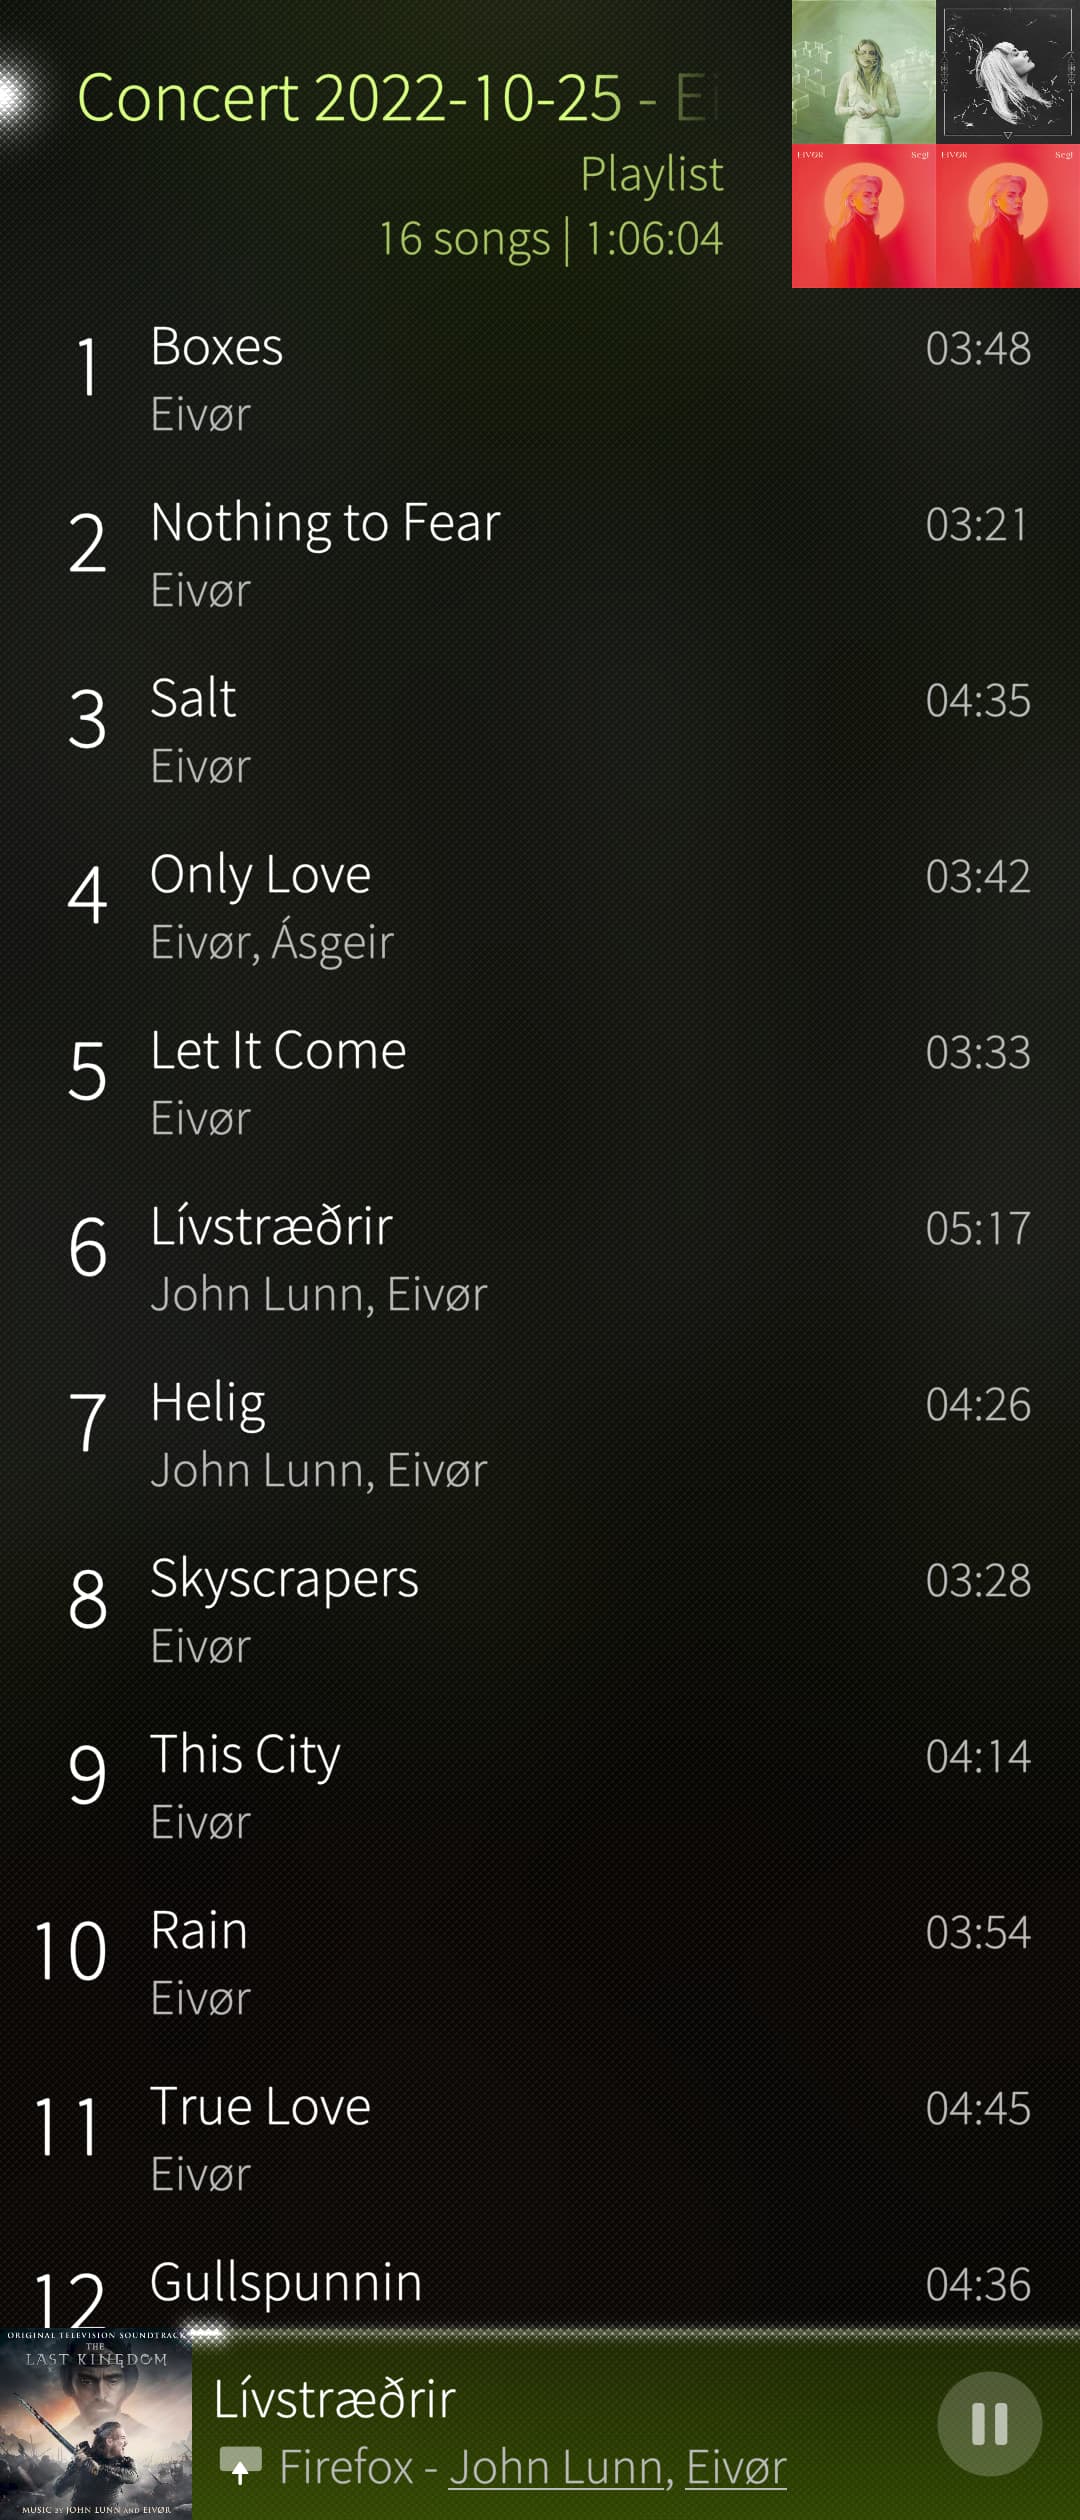 Concert 2022-10-25 - E
Playlist
16 songs | 1:06:04
EIVØR Segl EIVØR Segl
1 Boxes 03:48
Eivør
2 Nothing to Fear 03:21
Eivør
3 Salt 04:35
Eivør
4 Only Love 03:42
Eivør, Ásgeir
5 Let It Come 03:33
Eivør
6 Lívstræðrir 05:17
John Lunn, Eivør
7 Helig 04:26
John Lunn, Eivør
8 Skyscrapers 03:28
Eivør
9 This City 04:14
Eivør
10 Rain 03:54
Eivør
11 True Love 04:45
Eivør
12 Gullspunnin 04:36
ORIGINAL TELEVISION SOUNDTRACK
THE
LAST KINGDOM
MUSIC BY JOHN LUNN AND EIVØR
Lívstræðrir
Firefox - John Lunn, Eivør